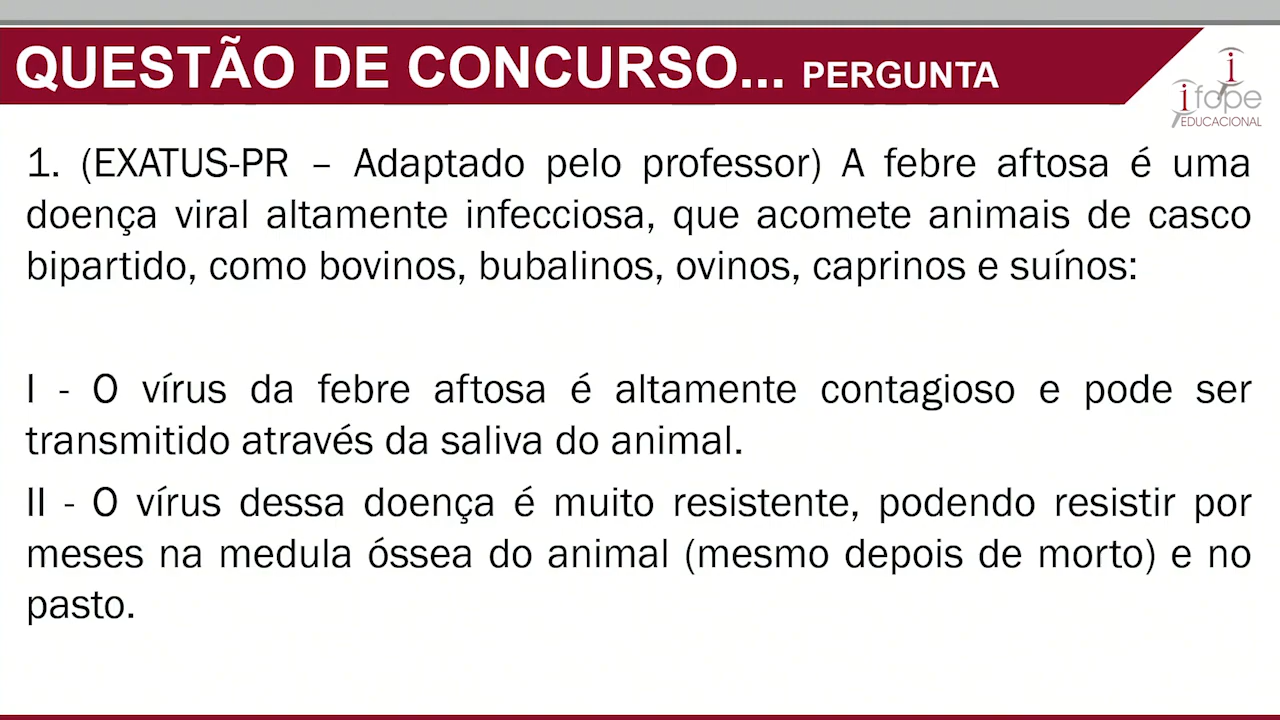 QUESTÃO DE CONCURSO... PERGUNTA
ifope
EDUCACIONAL
1. (EXATUS-PR – Adaptado pelo professor) A febre aftosa é uma
doença viral altamente infecciosa, que acomete animais de casco
bipartido, como bovinos, bubalinos, ovinos, caprinos e suínos:
I - O vírus da febre aftosa é altamente contagioso e pode ser
transmitido através da saliva do animal.
II - O vírus dessa doença é muito resistente, podendo resistir por
meses na medula óssea do animal (mesmo depois de morto) e no
pasto.